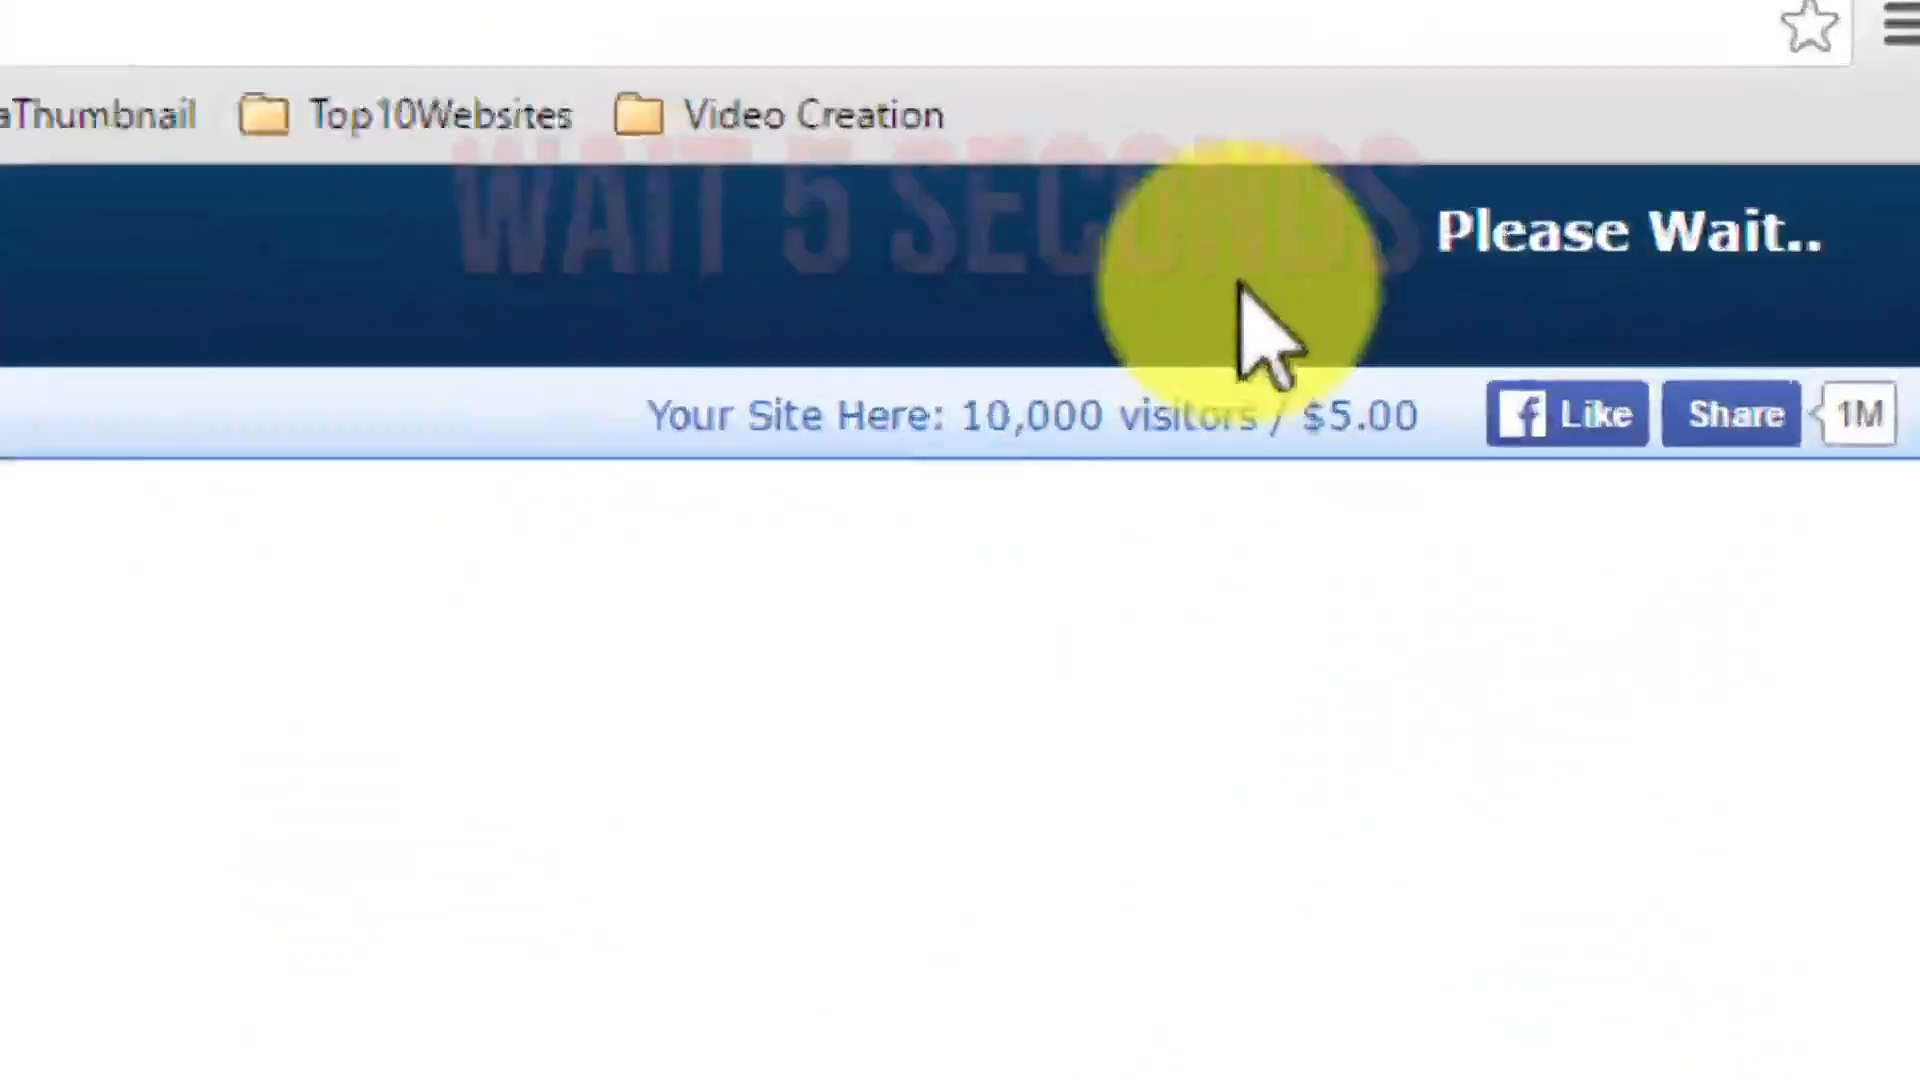 aThumbnail Top10Websites Video Creation
WAIT 5 SECONDS
Please Wait..
Your Site Here: 10,000 visitors / $5.00 Like Share 1M